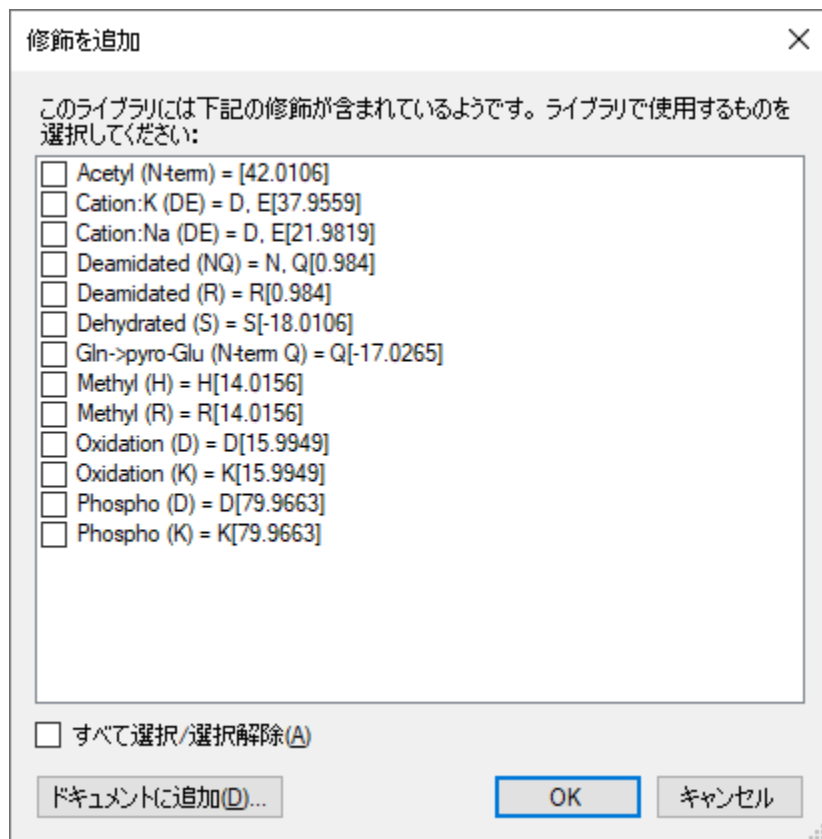 修飾を追加
このライブラリには下記の修飾が含まれているようです。ライブラリで使用するものを
選択してください:
Acetyl (N-term) = [42.0106]
Cation:K (DE) = D, E[37.9559]
Cation:Na (DE) = D, E[21.9819]
Deamidated (NQ) = N, Q[0.984]
Deamidated (R) = R[0.984]
Dehydrated (S) = S[-18.0106]
Gln->pyro-Glu (N-term Q) = Q[-17.0265]
Methyl (H) = H[14.0156]
Methyl (R) = R[14.0156]
Oxidation (D) = D[15.9949]
Oxidation (K) = K[15.9949]
Phospho (D) = D[79.9663]
Phospho (K) = K[79.9663]
すべて選択/選択解除(A)
ドキュメントに追加(D)... OK キャンセル